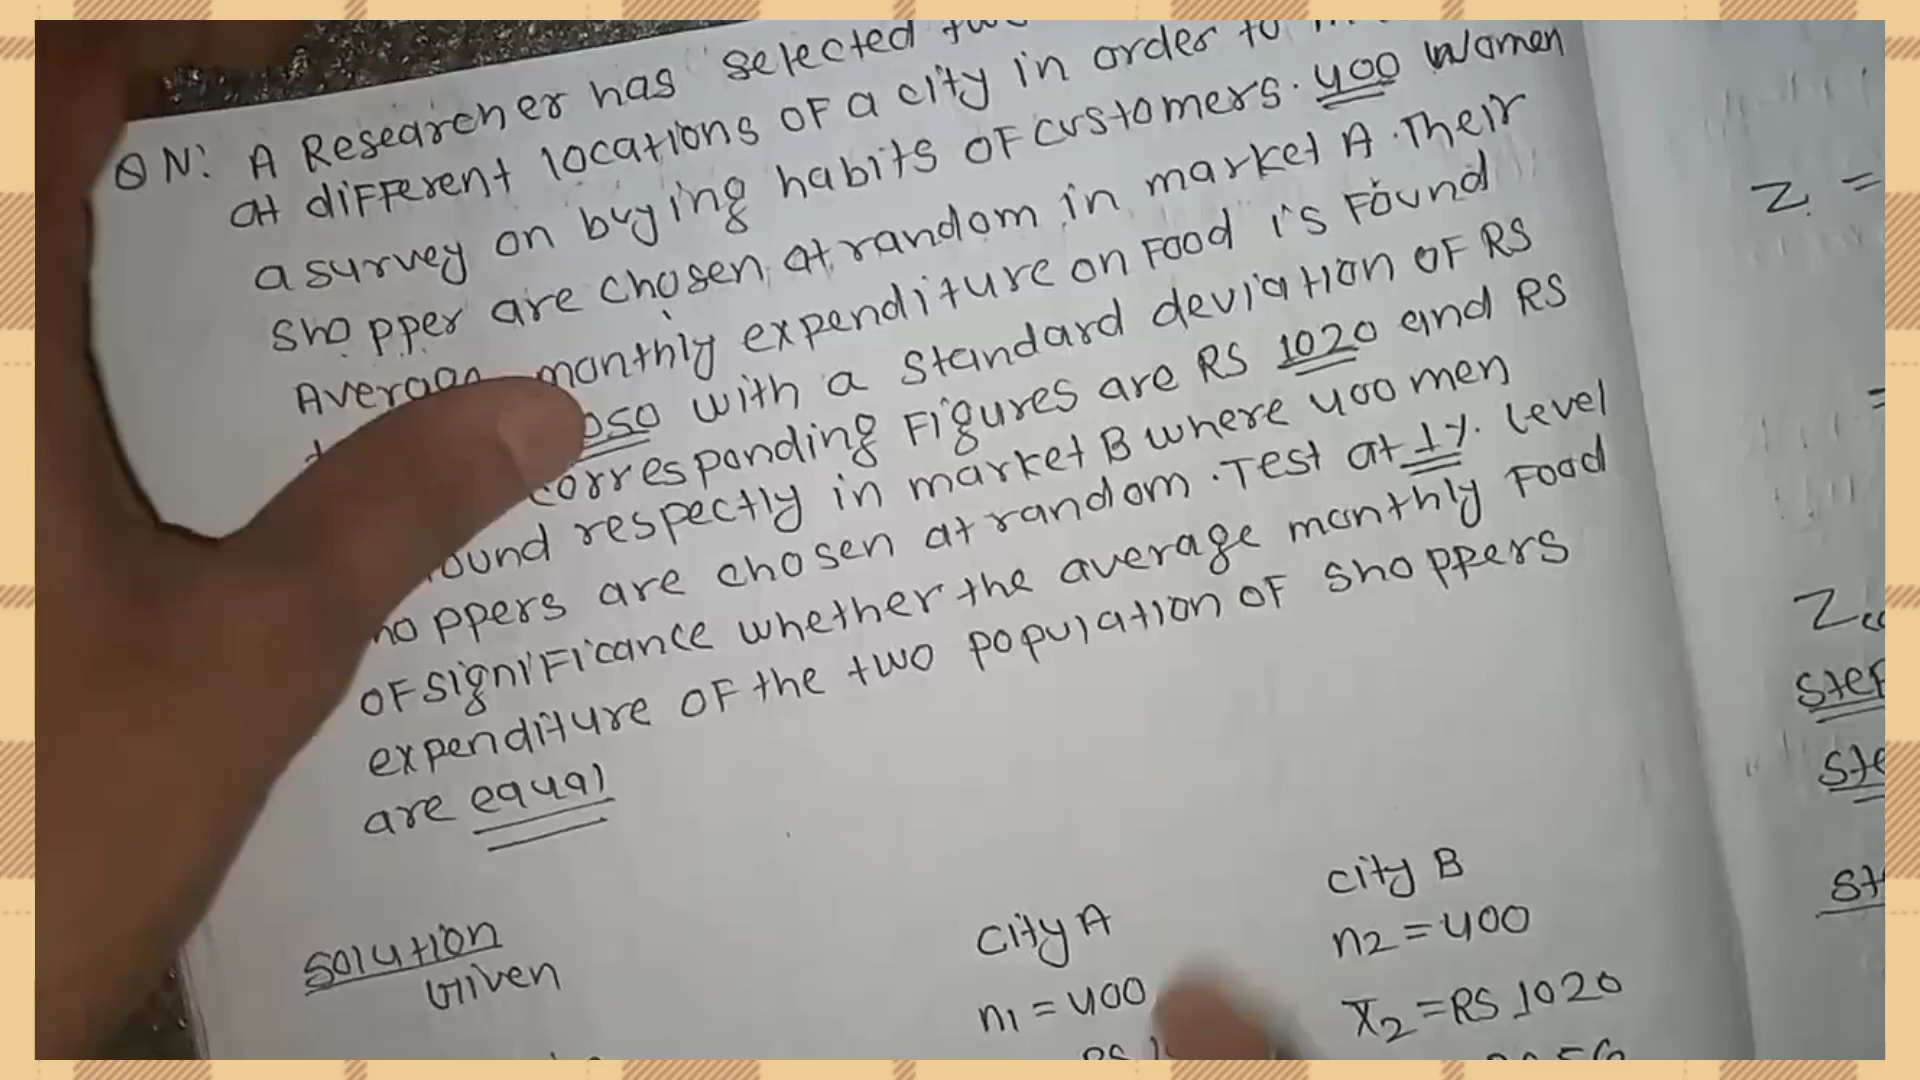 QN: A Researcher has selected
at different locations of a city in order to
a survey on buying habits of customers. 400 women
shopper are chosen at random in market A. Their
Average monthly expenditure on Food is Found
with a standard deviation of RS
corresponding Figures are RS 1020 and RS
respectly in market B where 400 men
are chosen at random. Test at 1% level
of significance whether the average monthly Food
expenditure of the two population of shoppers
are equal
Solution
Given
City A
n1 = 400
City B
n2 = 400
X̄2 = RS 1020
Z =
=